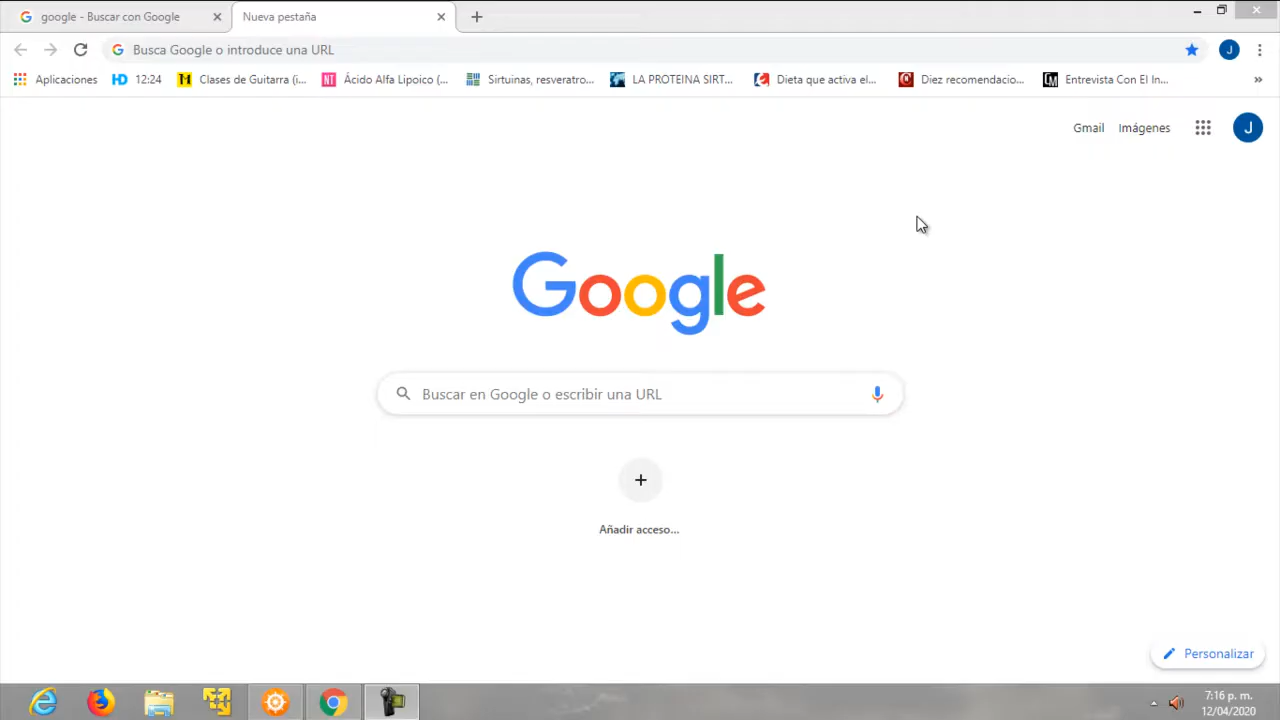 google - Buscar con Google
Nueva pestaña
Busca Google o introduce una URL
J
Aplicaciones
HD 12:24
Clases de Guitarra (i...
NT Ácido Alfa Lipoico (...
Sirtuinas, resveratro...
LA PROTEINA SIRT...
Dieta que activa el...
Diez recomendacio...
Entrevista Con El In...
»
Gmail
Imágenes
J
Google
Buscar en Google o escribir una URL
Añadir acceso...
Personalizar
7:16 p. m.
12/04/2020